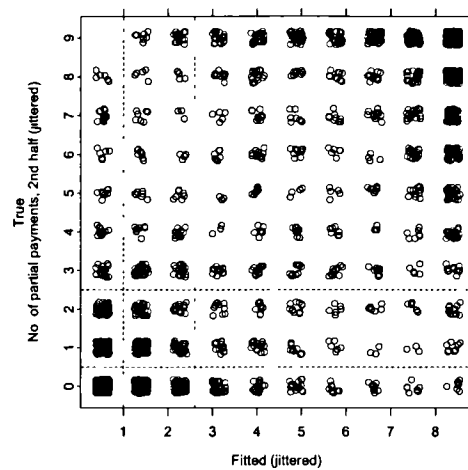 True
No of partial payments, 2nd half (jittered)
9
8
7
6
5
4
3
2
1
0
1 2 3 4 5 6 7 8
Fitted (jittered)